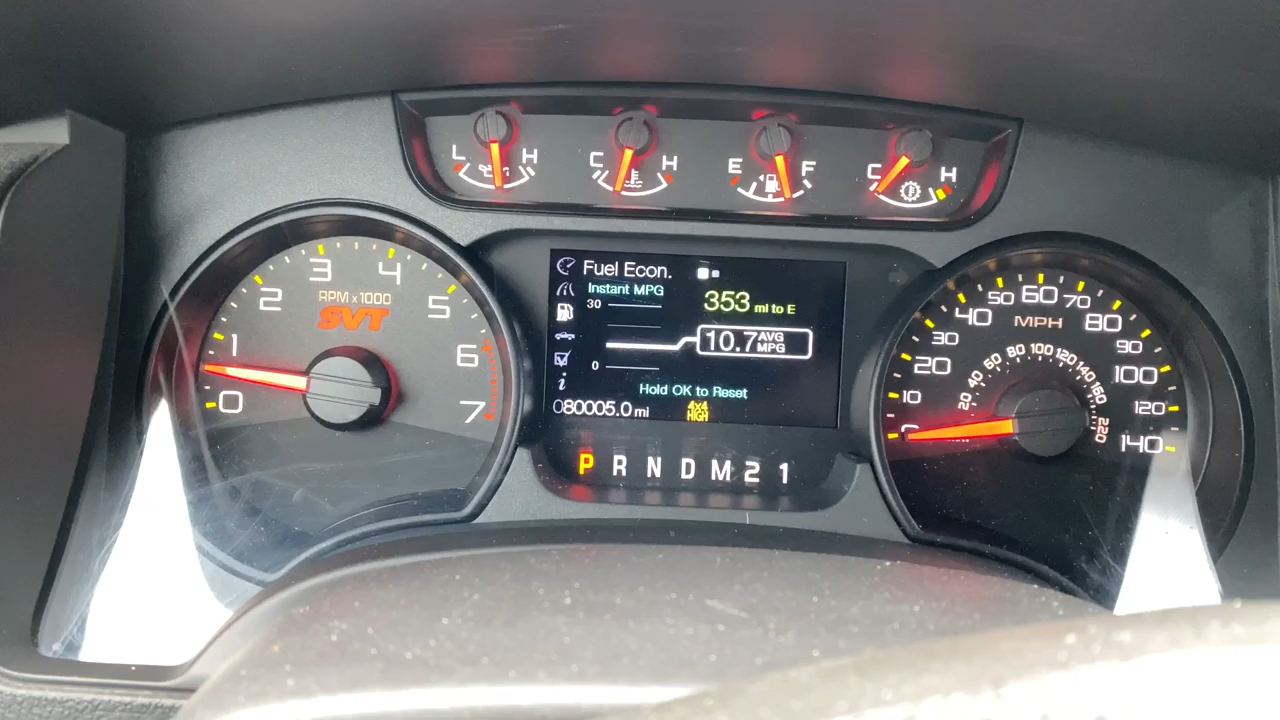 L H
C H
E F
C H
0 1 2 3 4 5 6 7
RPM x 1000
SVT
Fuel Econ.
Instant MPG
30
0
353 mi to E
10.7 AVG MPG
Hold OK to Reset
080005.0 mi
4x4
HIGH
P R N D M 2 1
10 20 30 40 50 60 70 80 90 100 120 140
MPH
20 40 60 80 100 120 140 160 220